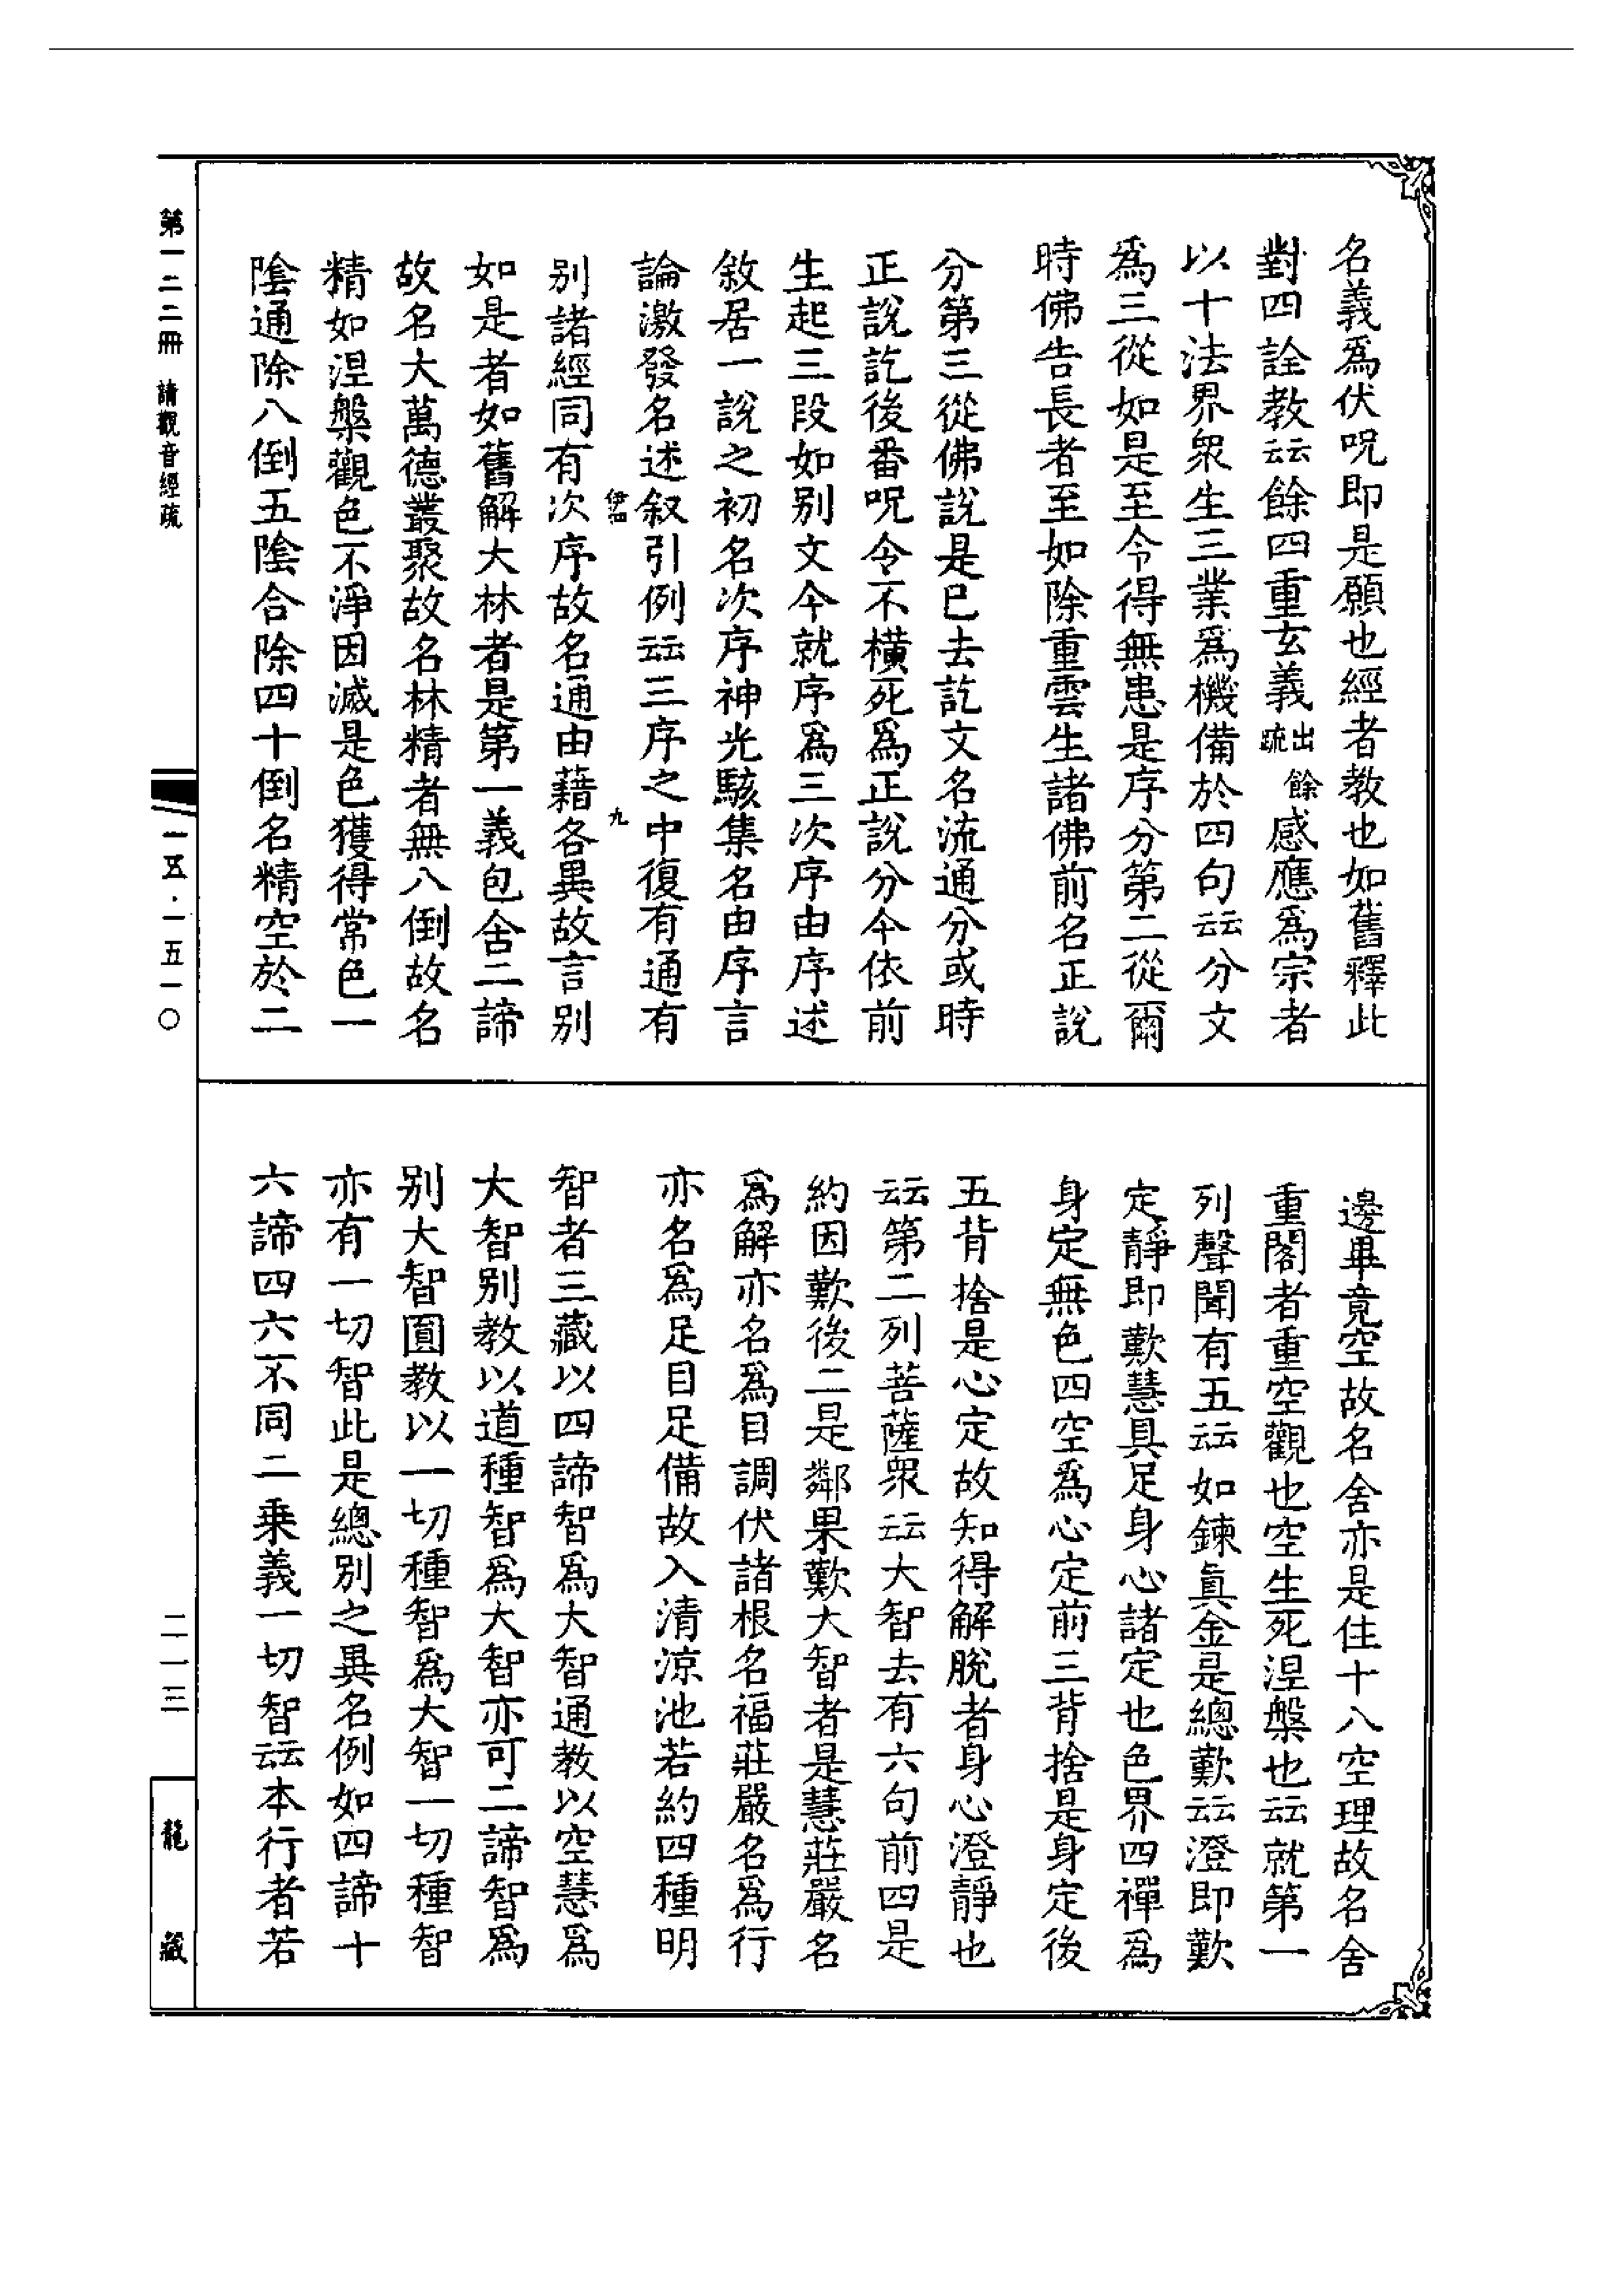 名義爲伏呪即是願也經者教也如舊釋此
對四詮教云云餘四重玄義出疏餘感應爲宗者
以十法界衆生三業爲機備於四句云云分文
爲三從如是至令得無患是序分第二從爾
時佛告長者至如除重雲生諸佛前名正說
分第三從佛說是已去訖文名流通分或時
正說訖後番呪令不橫死爲正說分今依前
生起三段如别文今就序爲三次序由序述
敘居一說之初名次序神光駭集名由序言
論激發名述叙引例云云三序之中復有通有
伊四
九
别諸經同有次序故名通由藉各異故言别
如是者如舊解大林者是第一義包含二諦
故名大萬德叢聚故名林精者無八倒故名
精如涅槃觀色不淨因滅是色獲得常色一
陰通除八倒五陰合除四十倒名精空於二
邊畢竟空故名舍亦是住十八空理故名舍
重閣者重空觀也空生死涅槃也云云就第一
列聲聞有五云云如鍊眞金是總歎云云澄即歎
定靜即歎慧具足身心諸定也色界四禪爲
身定無色四空爲心定前三背捨是身定後
五背捨是心定故知得解脫者身心澄靜也
云云第二列菩薩衆云云大智去有六句前四是
約因歎後二是鄰果歎大智者是慧莊嚴名
爲解亦名爲目調伏諸根名福莊嚴名爲行
亦名爲足目足備故入清涼池若約四種明
智者三藏以四諦智爲大智通教以空慧爲
大智别教以道種智爲大智亦可二諦智爲
别大智圓教以一切種智爲大智一切種智
亦有一切智此是總别之異名例如四諦十
六諦四六不同二乗義一切智云云本行者若
第一二二冊 請觀音經疏
一五·一五一〇
二一三
龍藏